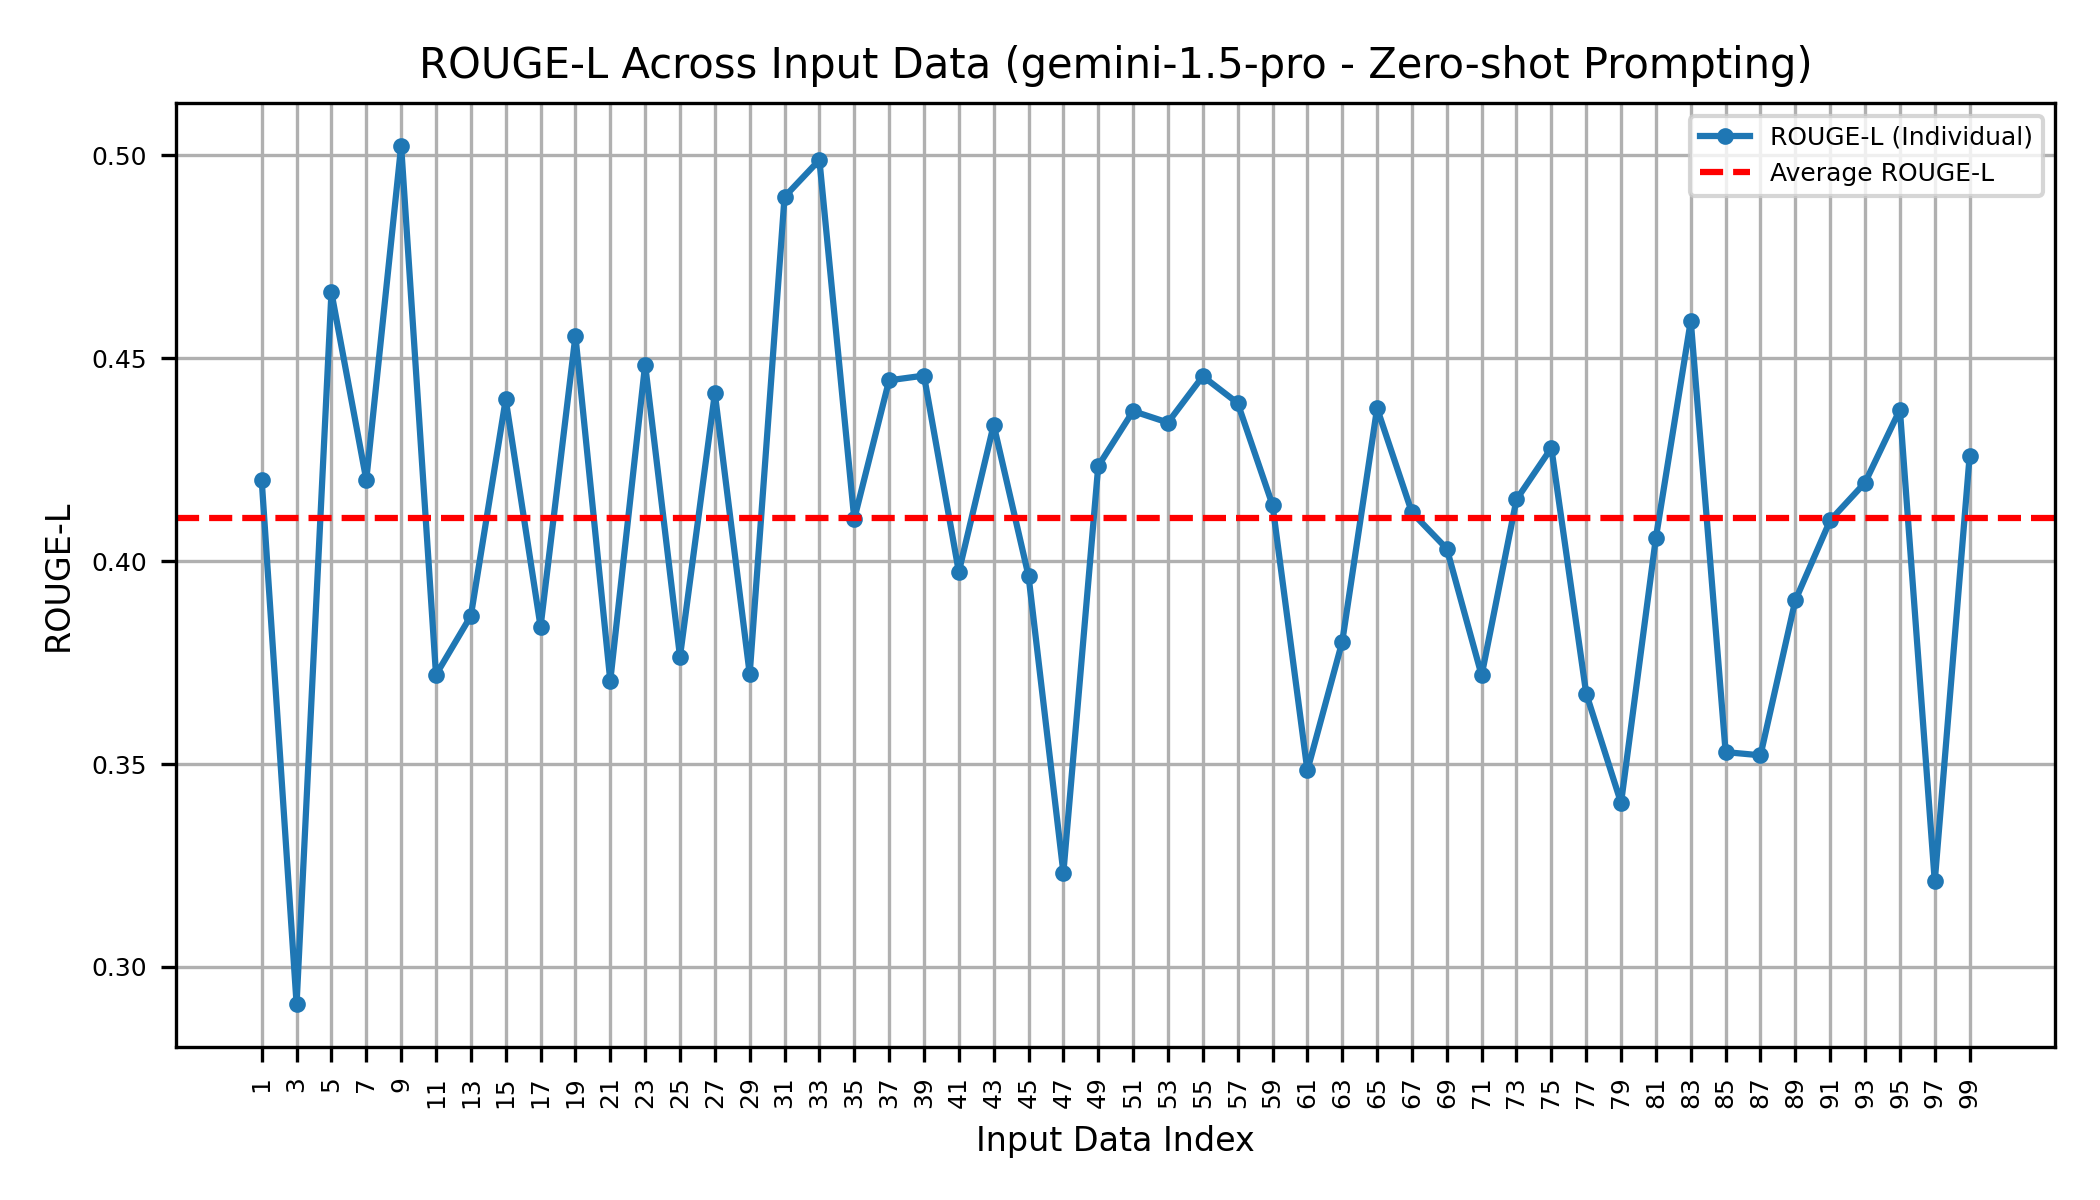 ROUGE-L Across Input Data (gemini-1.5-pro - Zero-shot Prompting)
ROUGE-L (Individual)
Average ROUGE-L
0.50
0.45
0.40
0.35
0.30
ROUGE-L
1 3 5 7 9 11 13 15 17 19 21 23 25 27 29 31 33 35 37 39 41 43 45 47 49 51 53 55 57 59 61 63 65 67 69 71 73 75 77 79 81 83 85 87 89 91 93 95 97 99
Input Data Index